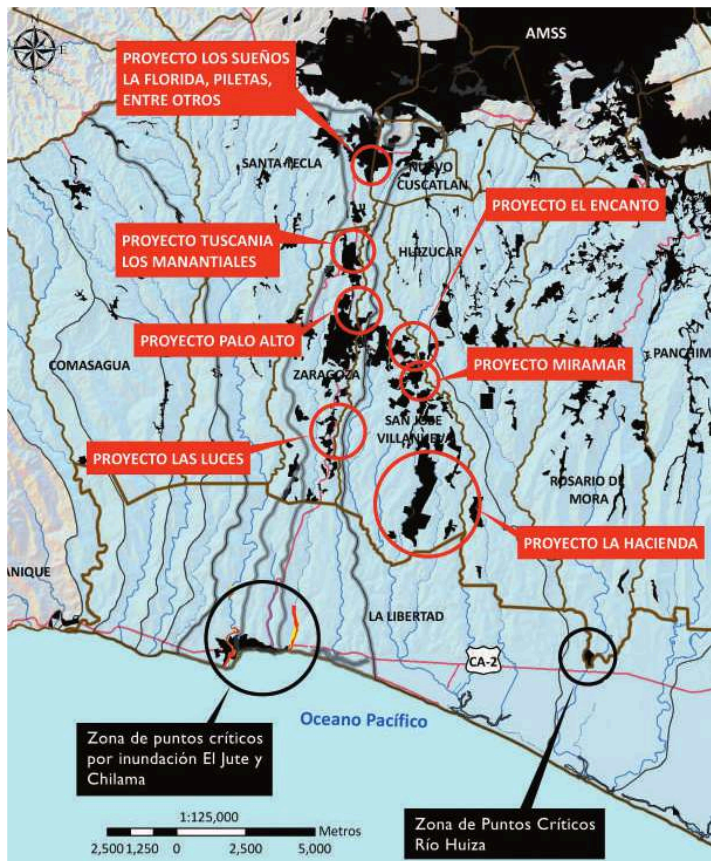 N
E
S
AMSS
PROYECTO LOS SUEÑOS
LA FLORIDA, PILETAS,
ENTRE OTROS
SANTA TECLA
NUEVO
CUSCATLAN
PROYECTO EL ENCANTO
PROYECTO TUSCANIA
LOS MANANTIALES
HUIZUCAR
PROYECTO PALO ALTO
PROYECTO MIRAMAR
PANCHIM
COMASAGUA
ZARAGOZA
SAN JOSE
VILLANUEVA
PROYECTO LAS LUCES
ROSARIO DE
MORA
PROYECTO LA HACIENDA
ANIQUE
LA LIBERTAD
CA-2
Oceano Pacífico
Zona de puntos críticos
por inundación El Jute y
Chilama
Zona de Puntos Críticos
Río Huiza
1:125,000
Metros
2,500 1,250 0 2,500 5,000